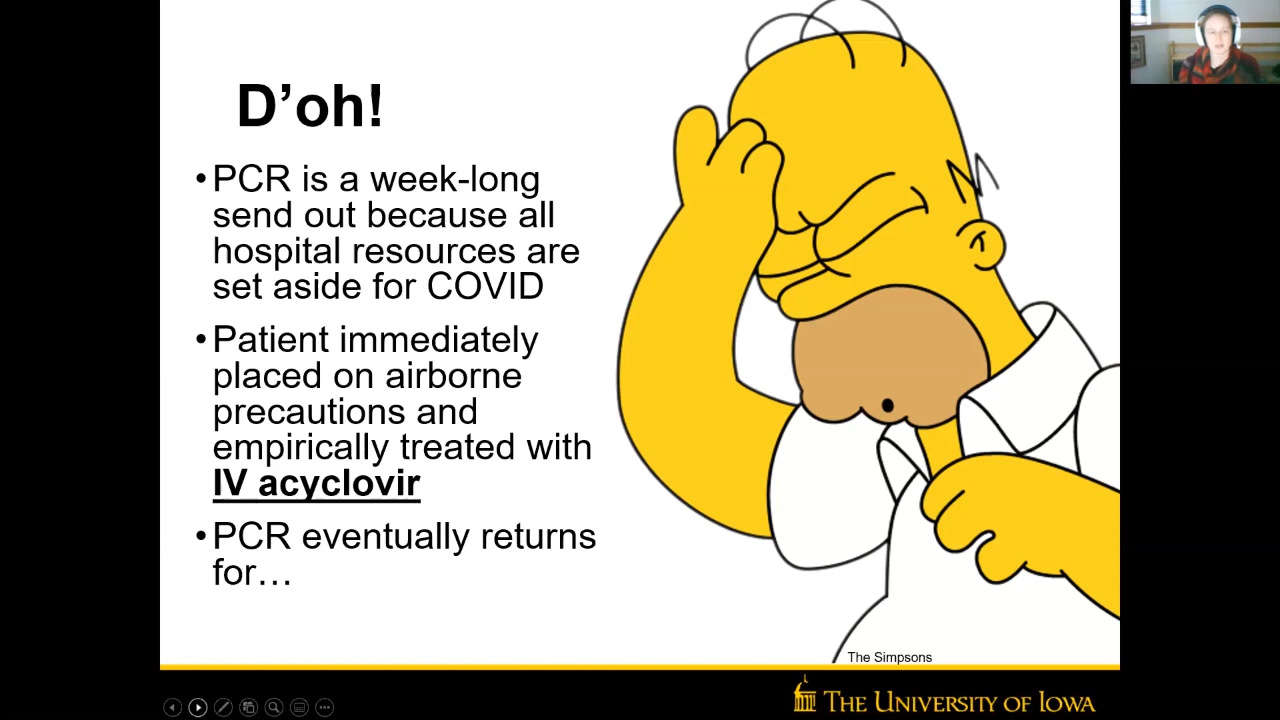 D’oh!
•PCR is a week-long
send out because all
hospital resources are
set aside for COVID
•Patient immediately
placed on airborne
precautions and
empirically treated with
IV acyclovir
•PCR eventually returns
for…
The Simpsons
THE UNIVERSITY OF IOWA